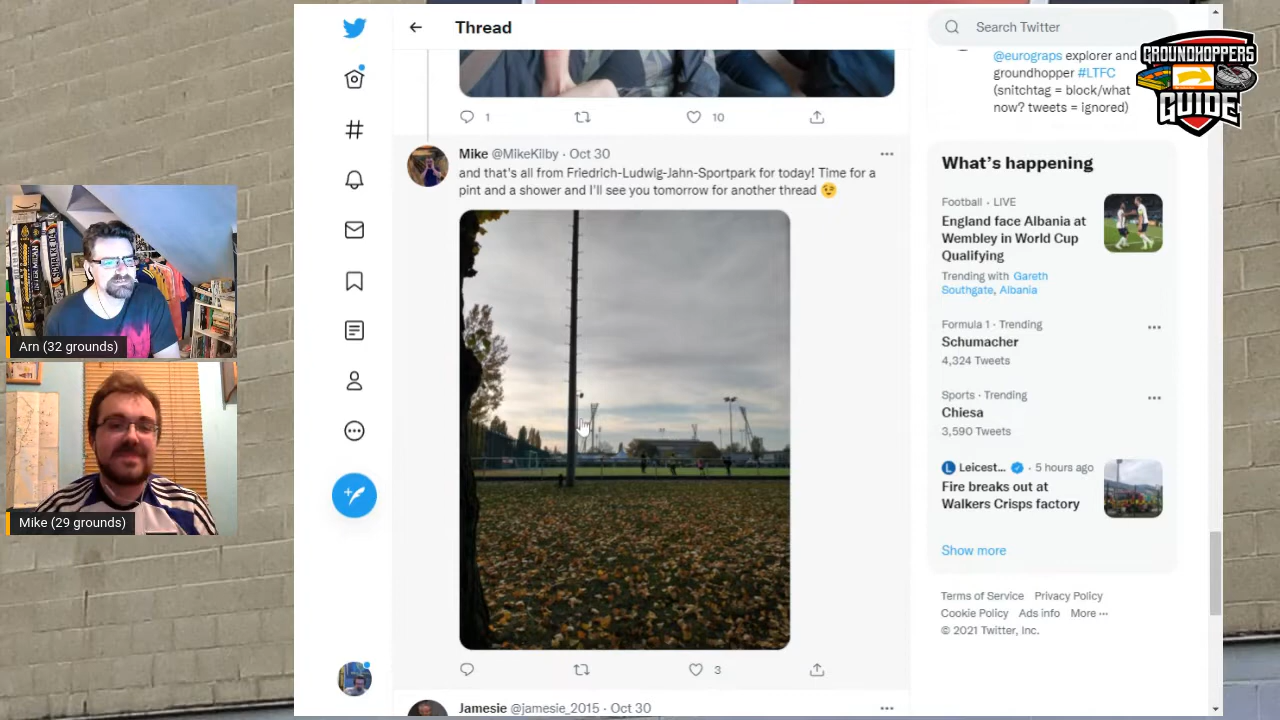 Thread
1
10
Mike @MikeKilby · Oct 30
and that's all from Friedrich-Ludwig-Jahn-Sportpark for today! Time for a
pint and a shower and I'll see you tomorrow for another thread 😉
3
Jamesie @jamesie_2015 · Oct 30
Search Twitter
@eurograps explorer and
groundhopper #LTFC
(snitchtag = block/what
now? tweets = ignored)
What's happening
Football · LIVE
England face Albania at
Wembley in World Cup
Qualifying
Trending with Gareth
Southgate, Albania
Formula 1 · Trending
Schumacher
4,324 Tweets
Sports · Trending
Chiesa
3,590 Tweets
Leicest... · 5 hours ago
Fire breaks out at
Walkers Crisps factory
Show more
Terms of Service Privacy Policy
Cookie Policy Ads info More ···
© 2021 Twitter, Inc.
GROUNDHOPPERS
GUIDE
Arn (32 grounds)
Mike (29 grounds)